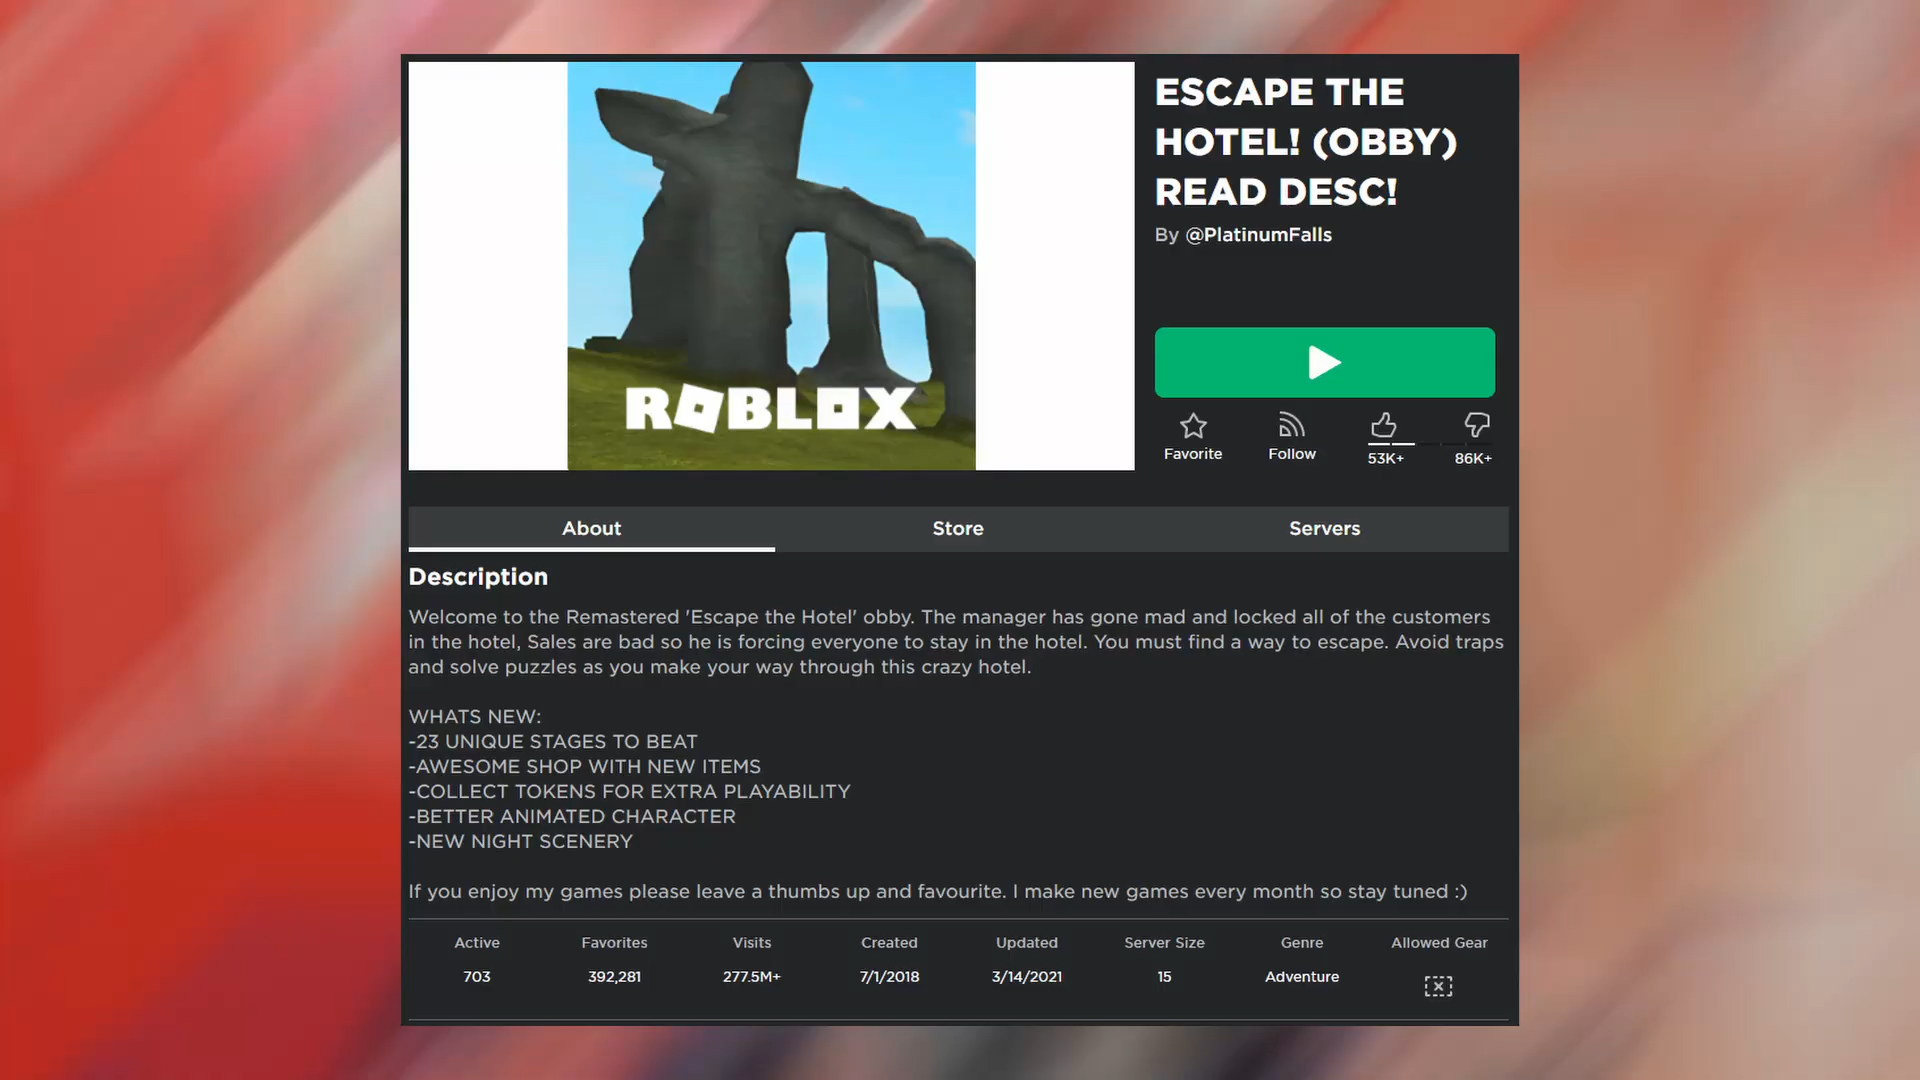 ROBLOX
ESCAPE THE
HOTEL! (OBBY)
READ DESC!
By @PlatinumFalls
Favorite
Follow
53K+
86K+
About
Store
Servers
Description
Welcome to the Remastered 'Escape the Hotel' obby. The manager has gone mad and locked all of the customers
in the hotel, Sales are bad so he is forcing everyone to stay in the hotel. You must find a way to escape. Avoid traps
and solve puzzles as you make your way through this crazy hotel.
WHATS NEW:
-23 UNIQUE STAGES TO BEAT
-AWESOME SHOP WITH NEW ITEMS
-COLLECT TOKENS FOR EXTRA PLAYABILITY
-BETTER ANIMATED CHARACTER
-NEW NIGHT SCENERY
If you enjoy my games please leave a thumbs up and favourite. I make new games every month so stay tuned :)
Active Favorites Visits Created Updated Server Size Genre Allowed Gear
703 392,281 277.5M+ 7/1/2018 3/14/2021 15 Adventure